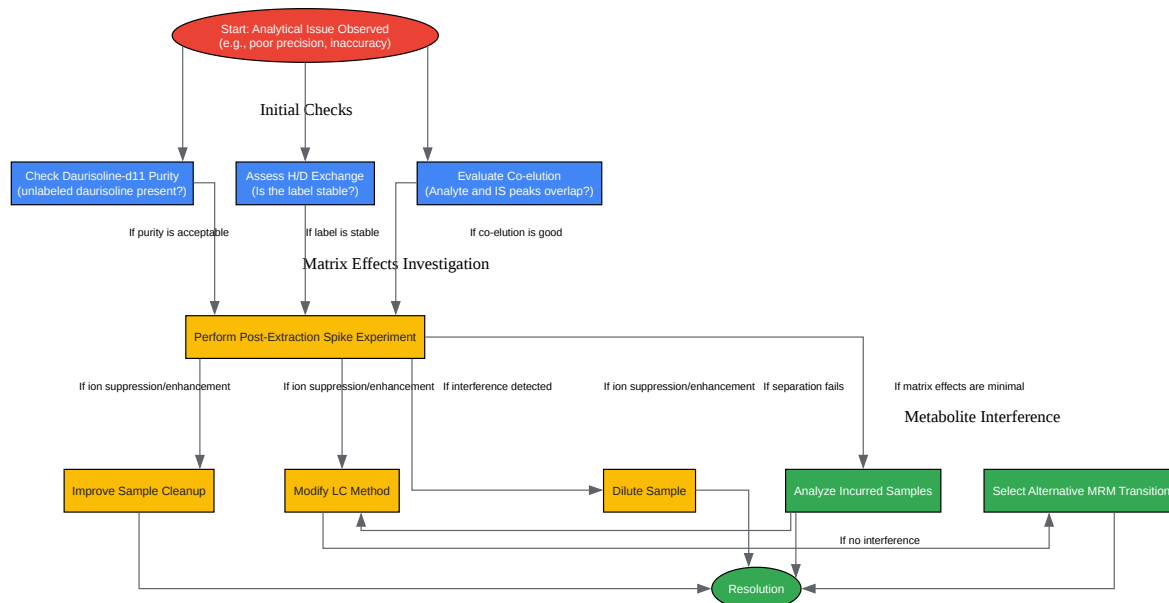 Start: Analytical Issue Observed
(e.g., poor precision, inaccuracy)
Initial Checks
Check Daurisoline-d11 Purity
(unlabeled daurisoline present?)
Assess H/D Exchange
(Is the label stable?)
Evaluate Co-elution
(Analyte and IS peaks overlap?)
If purity is acceptable
If label is stable
If co-elution is good
Matrix Effects Investigation
Perform Post-Extraction Spike Experiment
If ion suppression/enhancement
If ion suppression/enhancement
If interference detected
If ion suppression/enhancement
If separation fails
If matrix effects are minimal
Metabolite Interference
Improve Sample Cleanup
Modify LC Method
Dilute Sample
Analyze Incurred Samples
Select Alternative MRM Transition
If no interference
Resolution